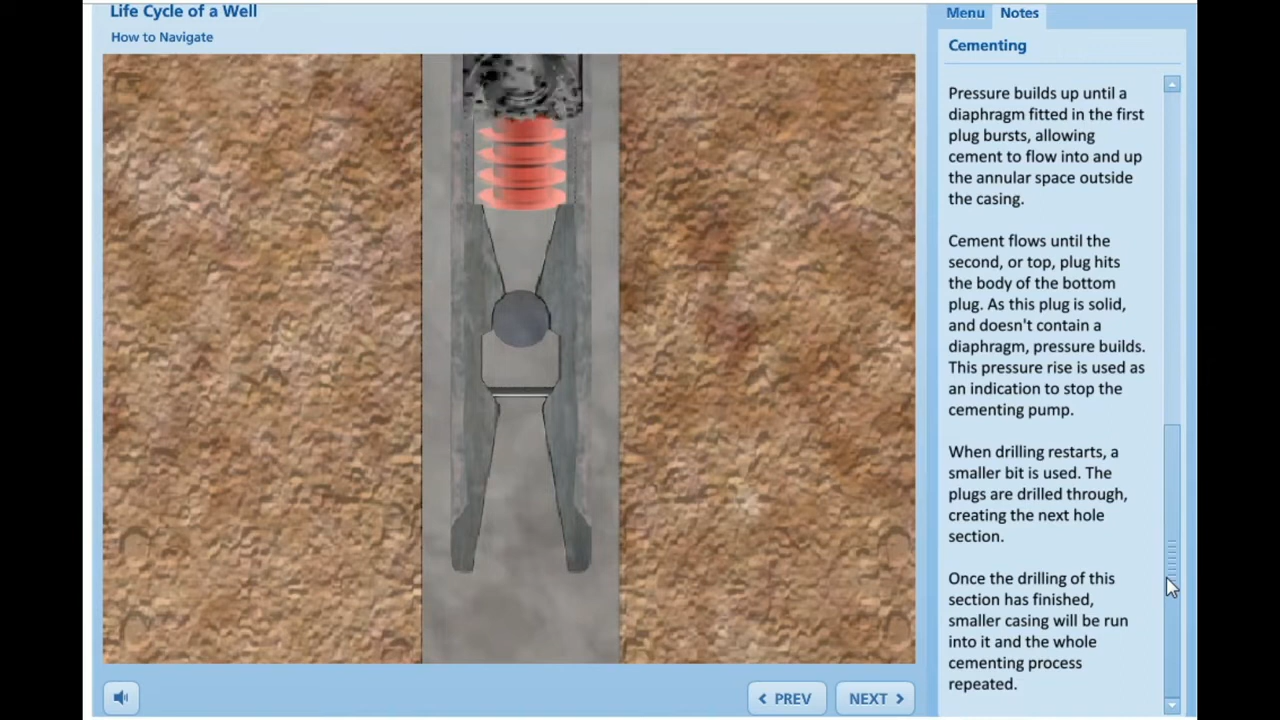 Life Cycle of a Well
How to Navigate
Menu Notes
Cementing
Pressure builds up until a
diaphragm fitted in the first
plug bursts, allowing
cement to flow into and up
the annular space outside
the casing.
Cement flows until the
second, or top, plug hits
the body of the bottom
plug. As this plug is solid,
and doesn't contain a
diaphragm, pressure builds.
This pressure rise is used as
an indication to stop the
cementing pump.
When drilling restarts, a
smaller bit is used. The
plugs are drilled through,
creating the next hole
section.
Once the drilling of this
section has finished,
smaller casing will be run
into it and the whole
cementing process
repeated.
PREV NEXT